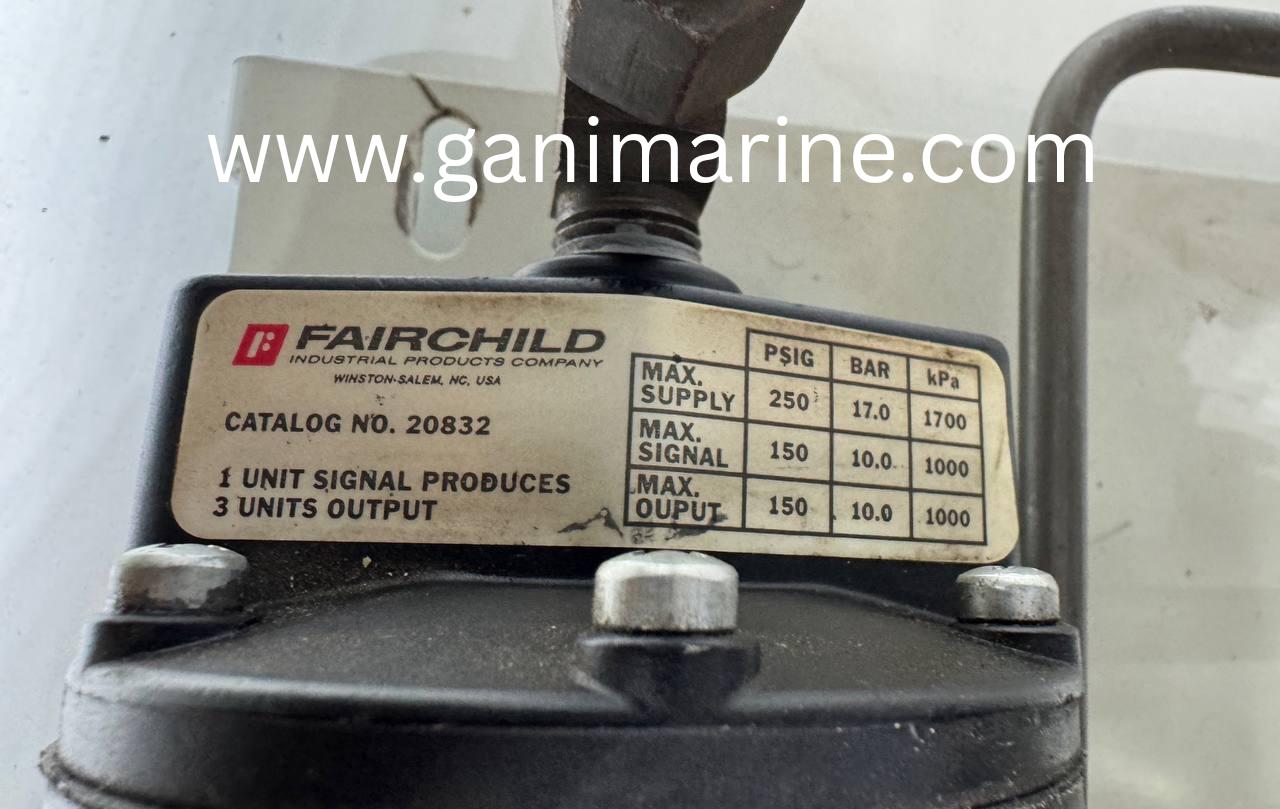 www.ganimarine.com
FAIRCHILD
INDUSTRIAL PRODUCTS COMPANY
WINSTON-SALEM, NC, USA
CATALOG NO. 20832
1 UNIT SIGNAL PRODUCES
3 UNITS OUTPUT
PSIG BAR kPa
MAX. SUPPLY 250 17.0 1700
MAX. SIGNAL 150 10.0 1000
MAX. OUPUT 150 10.0 1000